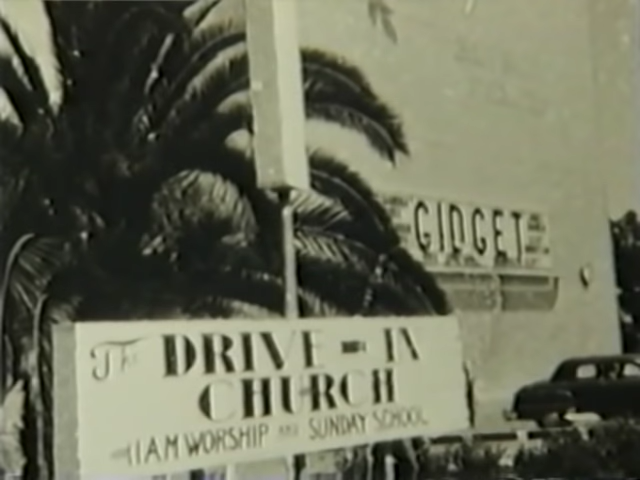 GIDGET
The
DRIVE - IN
CHURCH
11 AM WORSHIP AND SUNDAY SCHOOL